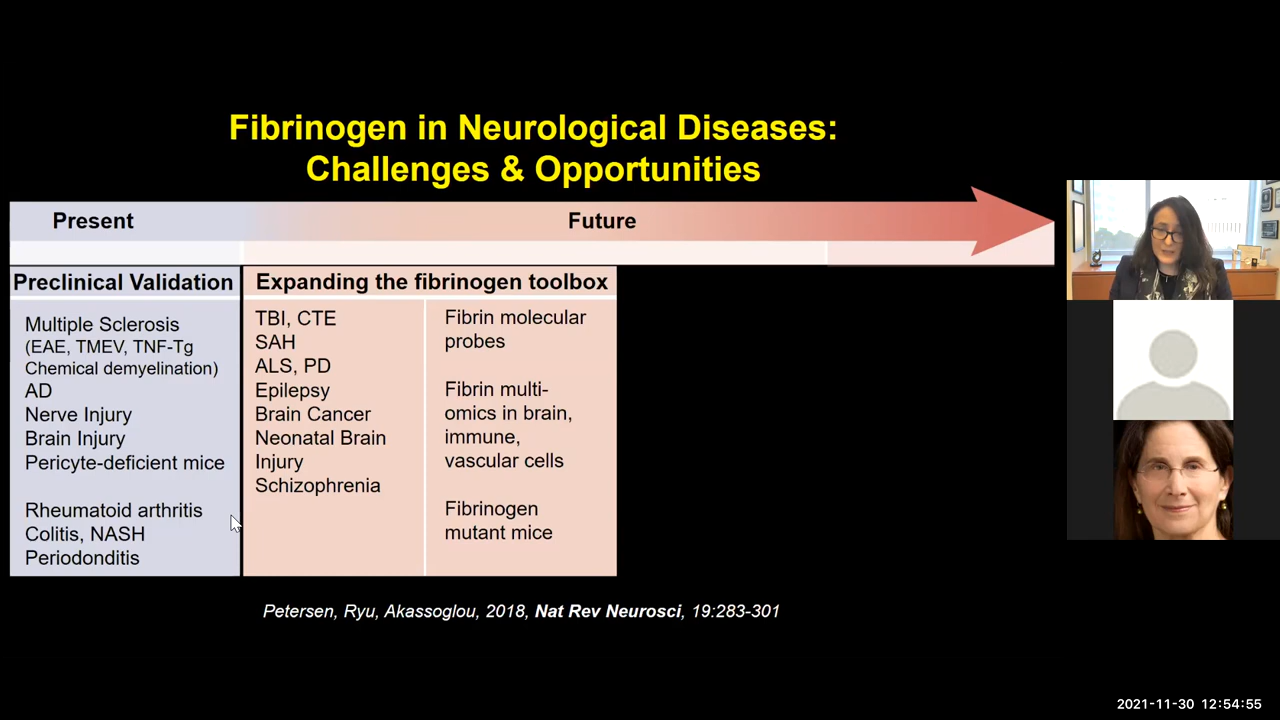 Fibrinogen in Neurological Diseases:
Challenges & Opportunities
Present
Future
Preclinical Validation
Multiple Sclerosis
(EAE, TMEV, TNF-Tg
Chemical demyelination)
AD
Nerve Injury
Brain Injury
Pericyte-deficient mice
Rheumatoid arthritis
Colitis, NASH
Periodonditis
Expanding the fibrinogen toolbox
TBI, CTE
SAH
ALS, PD
Epilepsy
Brain Cancer
Neonatal Brain
Injury
Schizophrenia
Fibrin molecular
probes
Fibrin multi-
omics in brain,
immune,
vascular cells
Fibrinogen
mutant mice
Petersen, Ryu, Akassoglou, 2018, Nat Rev Neurosci, 19:283-301
2021-11-30 12:54:55